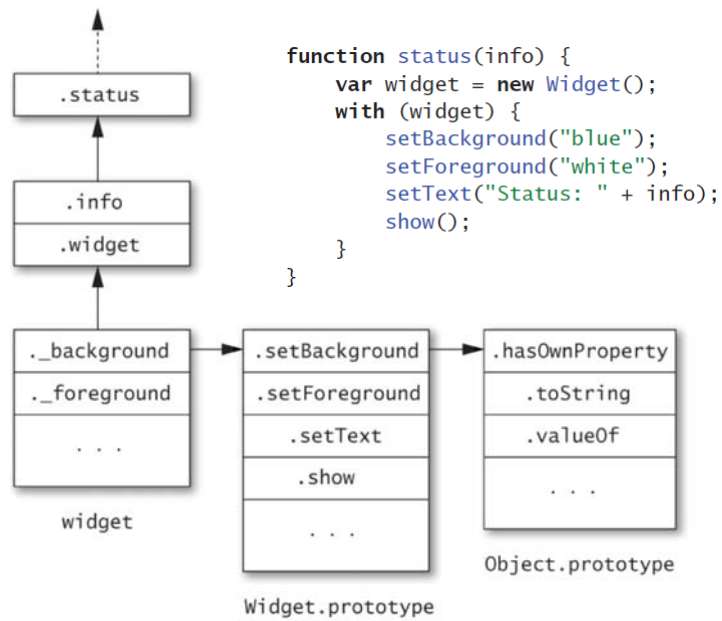 .status
.info
.widget
function status(info) {
    var widget = new Widget();
    with (widget) {
        setBackground("blue");
        setForeground("white");
        setText("Status: " + info);
        show();
    }
}
._background
._foreground
. . .
widget
.setBackground
.setForeground
.setText
.show
. . .
Widget.prototype
.hasOwnProperty
.toString
.valueOf
. . .
Object.prototype